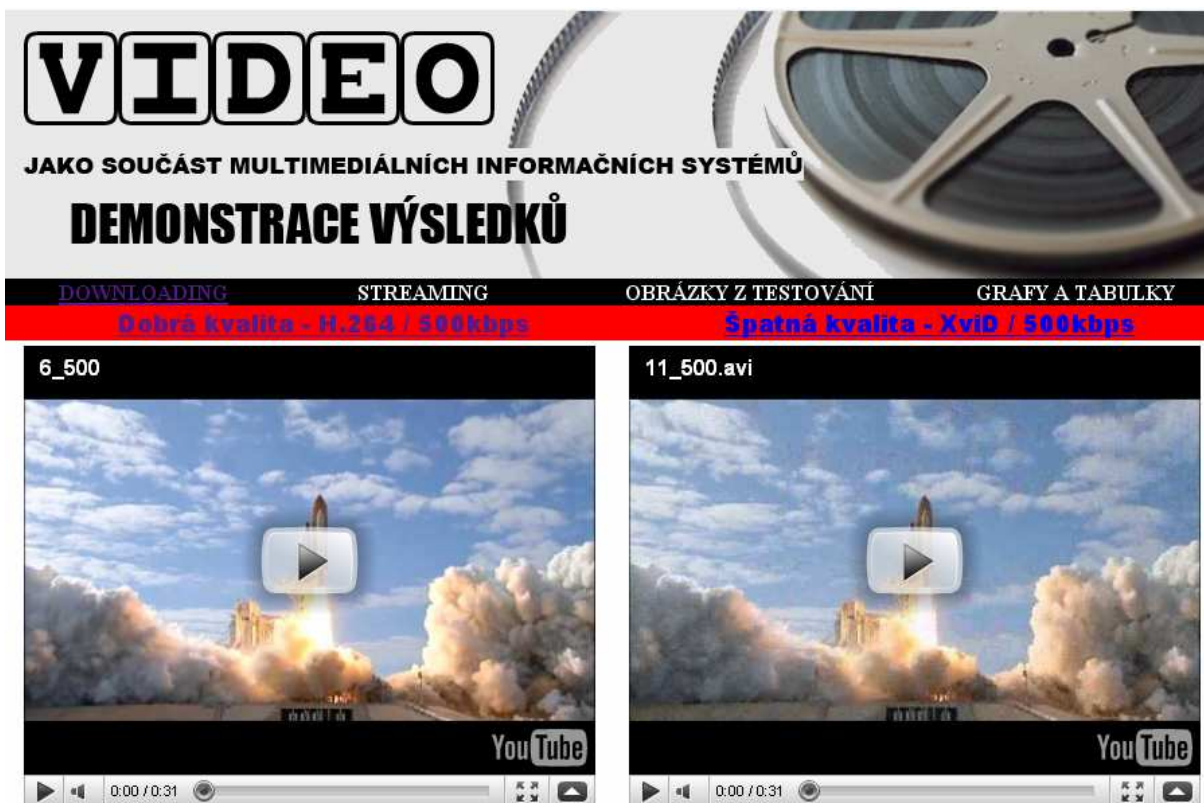 VIDEO
JAKO SOUČÁST MULTIMEDIÁLNÍCH INFORMAČNÍCH SYSTÉMŮ
DEMONSTRACE VÝSLEDKŮ
DOWNLOADING STREAMING OBRÁZKY Z TESTOVÁNÍ GRAFY A TABULKY
Dobrá kvalita - H.264 / 500kbps Špatná kvalita - XviD / 500kbps
6_500 11_500.avi
YouTube YouTube
0:00 / 0:31 0:00 / 0:31